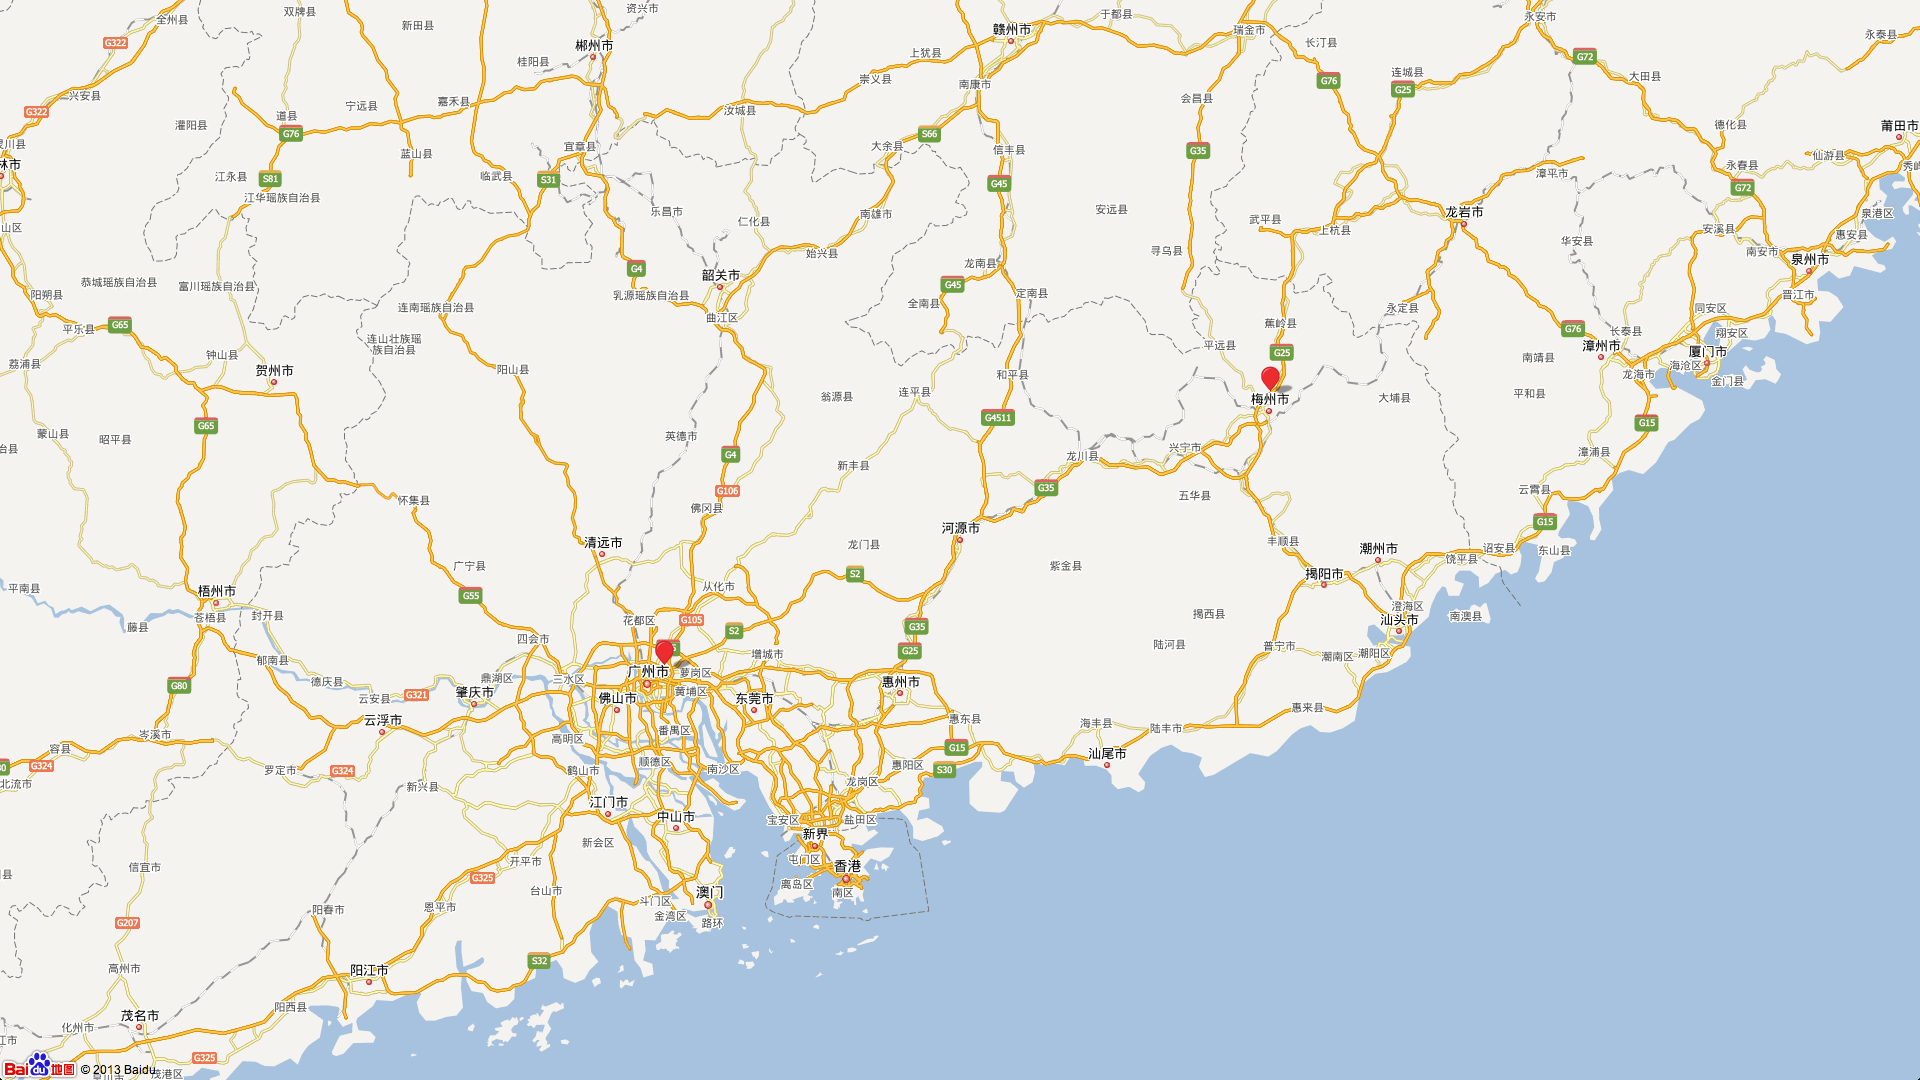 全州县
双牌县
新田县
资兴市
郴州市
赣州市
于都县
瑞金市
永安市
永泰县
G322
桂阳县
上犹县
崇义县
南康市
长汀县
连城县
G72
大田县
G76
G25
兴安县
宁远县
嘉禾县
汝城县
会昌县
G322
道县
灌阳县
G76
S66
德化县
莆田市
蓝山县
宜章县
大余县
信丰县
G35
仙游县
永春县
林市
江永县
S81
临武县
S31
G45
漳平市
G72
秀屿
江华瑶族自治县
乐昌市
仁化县
南雄市
安远县
武平县
上杭县
龙岩市
泉港区
山区
始兴县
寻乌县
华安县
安溪县
南安市
惠安县
泉州市
恭城瑶族自治县
富川瑶族自治县
G4
韶关市
龙南县
G45
阳朔县
连南瑶族自治县
乳源瑶族自治县
全南县
定南县
永定县
同安区
晋江市
平乐县
G65
曲江区
蕉岭县
G76
长泰县
翔安区
连山壮族瑶
族自治县
钟山县
荔浦县
贺州市
阳山县
平远县
G25
南靖县
漳州市
厦门市
海沧区
龙海市
金门县
和平县
翁源县
连平县
梅州市
大埔县
平和县
G65
G4511
G15
蒙山县
昭平县
英德市
G4
新丰县
龙川县
兴宁市
漳浦县
G106
G35
五华县
云霄县
怀集县
佛冈县
河源市
G15
清远市
龙门县
丰顺县
潮州市
诏安县
东山县
饶平县
广宁县
S2
紫金县
揭阳市
平南县
梧州市
G55
从化市
苍梧县
封开县
藤县
花都区
G105
S2
G35
揭西县
澄海区
汕头市
南澳县
四会市
G25
陆河县
普宁市
郁南县
增城市
潮南区
潮阳区
德庆县
鼎湖区
三水区
广州市
萝岗区
G80
云安县
G321
肇庆市
佛山市
黄埔区
东莞市
惠州市
云浮市
番禺区
惠东县
海丰县
陆丰市
惠来县
岑溪市
高明区
容县
G324
G15
汕尾市
罗定市
G324
鹤山市
顺德区
南沙区
惠阳区
S30
北流市
新兴县
龙岗区
江门市
中山市
宝安区
盐田区
新界
新会区
信宜市
开平市
屯门区
香港
G325
台山市
离岛区
南区
澳门
恩平市
斗门区
金湾区
路环
阳春市
G207
高州市
S32
阳江市
阳西县
茂名市
化州市
G325
茂港区
Bai du 地图 © 2013 Baidu